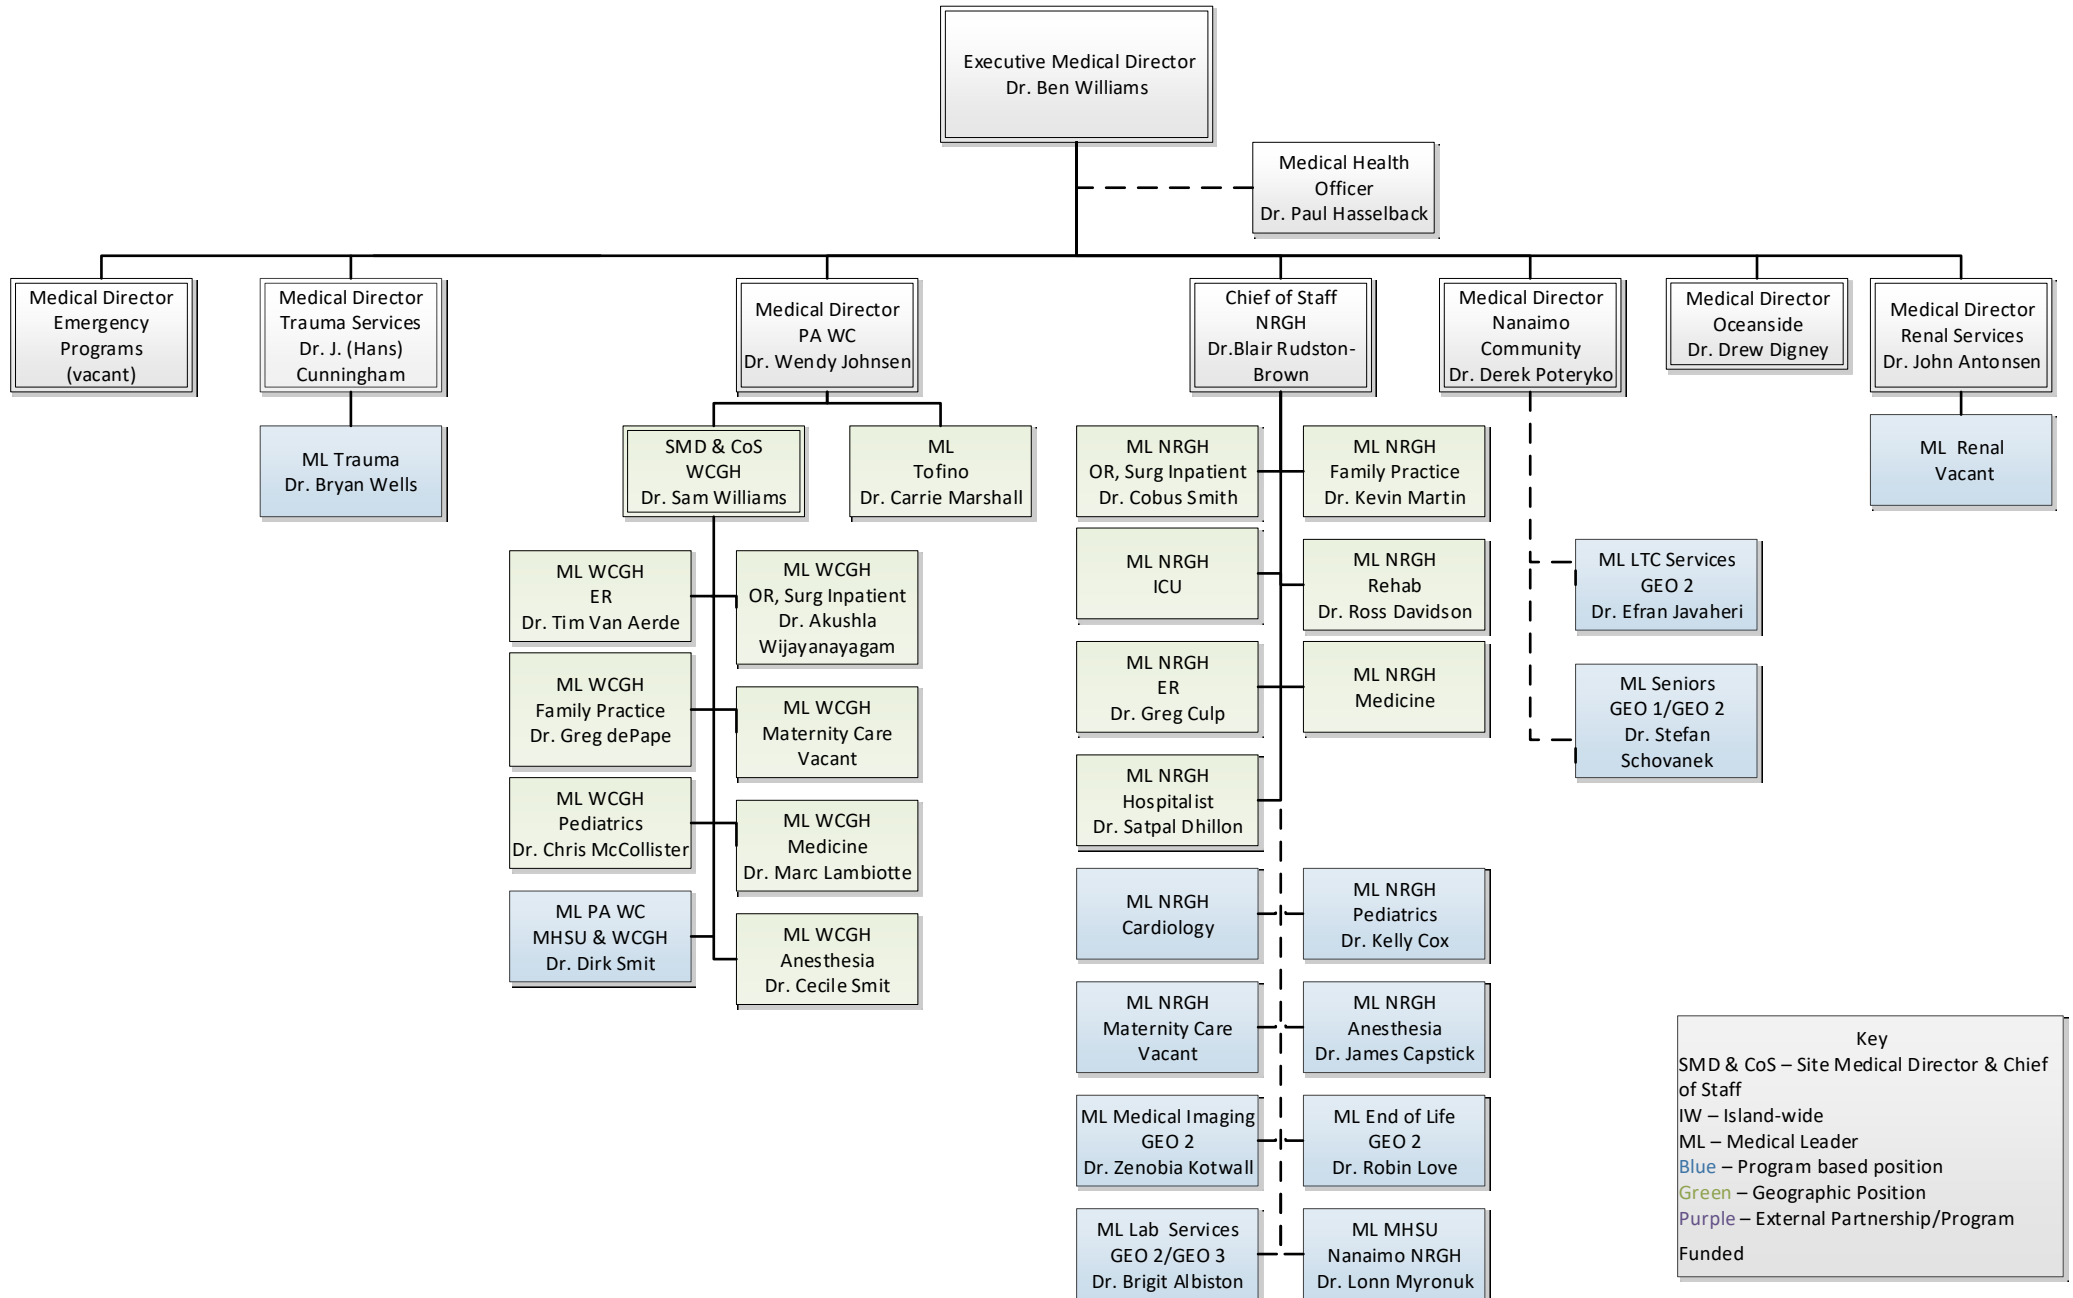 Executive Medical Director
Dr. Ben Williams
Medical Health
Officer
Dr. Paul Hasselback
Medical Director
Emergency
Programs
(vacant)
Medical Director
Trauma Services
Dr. J. (Hans)
Cunningham
Medical Director
PA WC
Dr. Wendy Johnsen
Chief of Staff
NRGH
Dr.Blair Rudston-
Brown
Medical Director
Nanaimo
Community
Dr. Derek Poteryko
Medical Director
Oceanside
Dr. Drew Digney
Medical Director
Renal Services
Dr. John Antonsen
ML Trauma
Dr. Bryan Wells
SMD & CoS
WCGH
Dr. Sam Williams
ML
Tofino
Dr. Carrie Marshall
ML WCGH
ER
Dr. Tim Van Aerde
ML WCGH
OR, Surg Inpatient
Dr. Akushla
Wijayanayagam
ML WCGH
Family Practice
Dr. Greg dePape
ML WCGH
Maternity Care
Vacant
ML WCGH
Pediatrics
Dr. Chris McCollister
ML WCGH
Medicine
Dr. Marc Lambiotte
ML PA WC
MHSU & WCGH
Dr. Dirk Smit
ML WCGH
Anesthesia
Dr. Cecile Smit
ML NRGH
OR, Surg Inpatient
Dr. Cobus Smith
ML NRGH
Family Practice
Dr. Kevin Martin
ML NRGH
ICU
ML NRGH
Rehab
Dr. Ross Davidson
ML NRGH
ER
Dr. Greg Culp
ML NRGH
Medicine
ML NRGH
Hospitalist
Dr. Satpal Dhillon
ML NRGH
Cardiology
ML NRGH
Pediatrics
Dr. Kelly Cox
ML NRGH
Maternity Care
Vacant
ML NRGH
Anesthesia
Dr. James Capstick
ML Medical Imaging
GEO 2
Dr. Zenobia Kotwall
ML End of Life
GEO 2
Dr. Robin Love
ML Lab Services
GEO 2/GEO 3
Dr. Brigit Albiston
ML MHSU
Nanaimo NRGH
Dr. Lonn Myronuk
ML LTC Services
GEO 2
Dr. Efran Javaheri
ML Seniors
GEO 1/GEO 2
Dr. Stefan
Schovanek
ML Renal
Vacant
Key
SMD & CoS – Site Medical Director & Chief
of Staff
IW – Island-wide
ML – Medical Leader
Blue – Program based position
Green – Geographic Position
Purple – External Partnership/Program
Funded